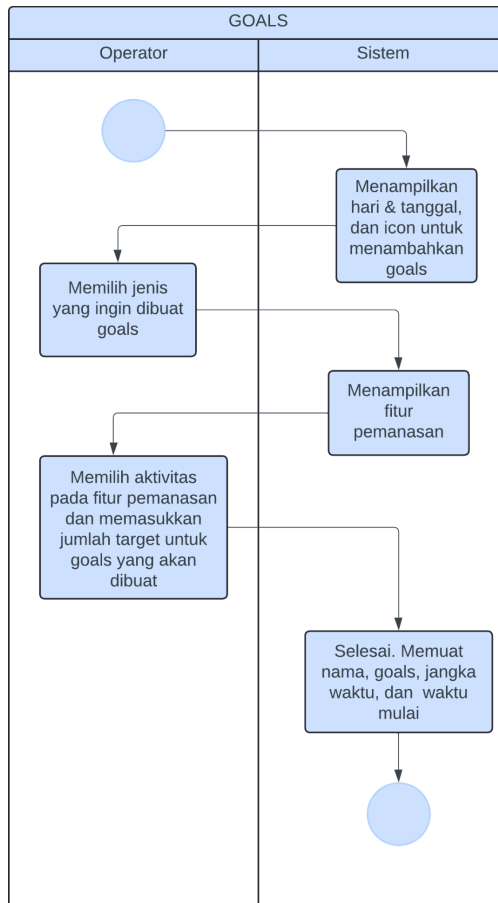 GOALS
Operator
Sistem
Menampilkan
hari & tanggal,
dan icon untuk
menambahkan
goals
Memilih jenis
yang ingin dibuat
goals
Menampilkan
fitur
pemanasan
Memilih aktivitas
pada fitur pemanasan
dan memasukkan
jumlah target untuk
goals yang akan
dibuat
Selesai. Memuat
nama, goals, jangka
waktu, dan  waktu
mulai